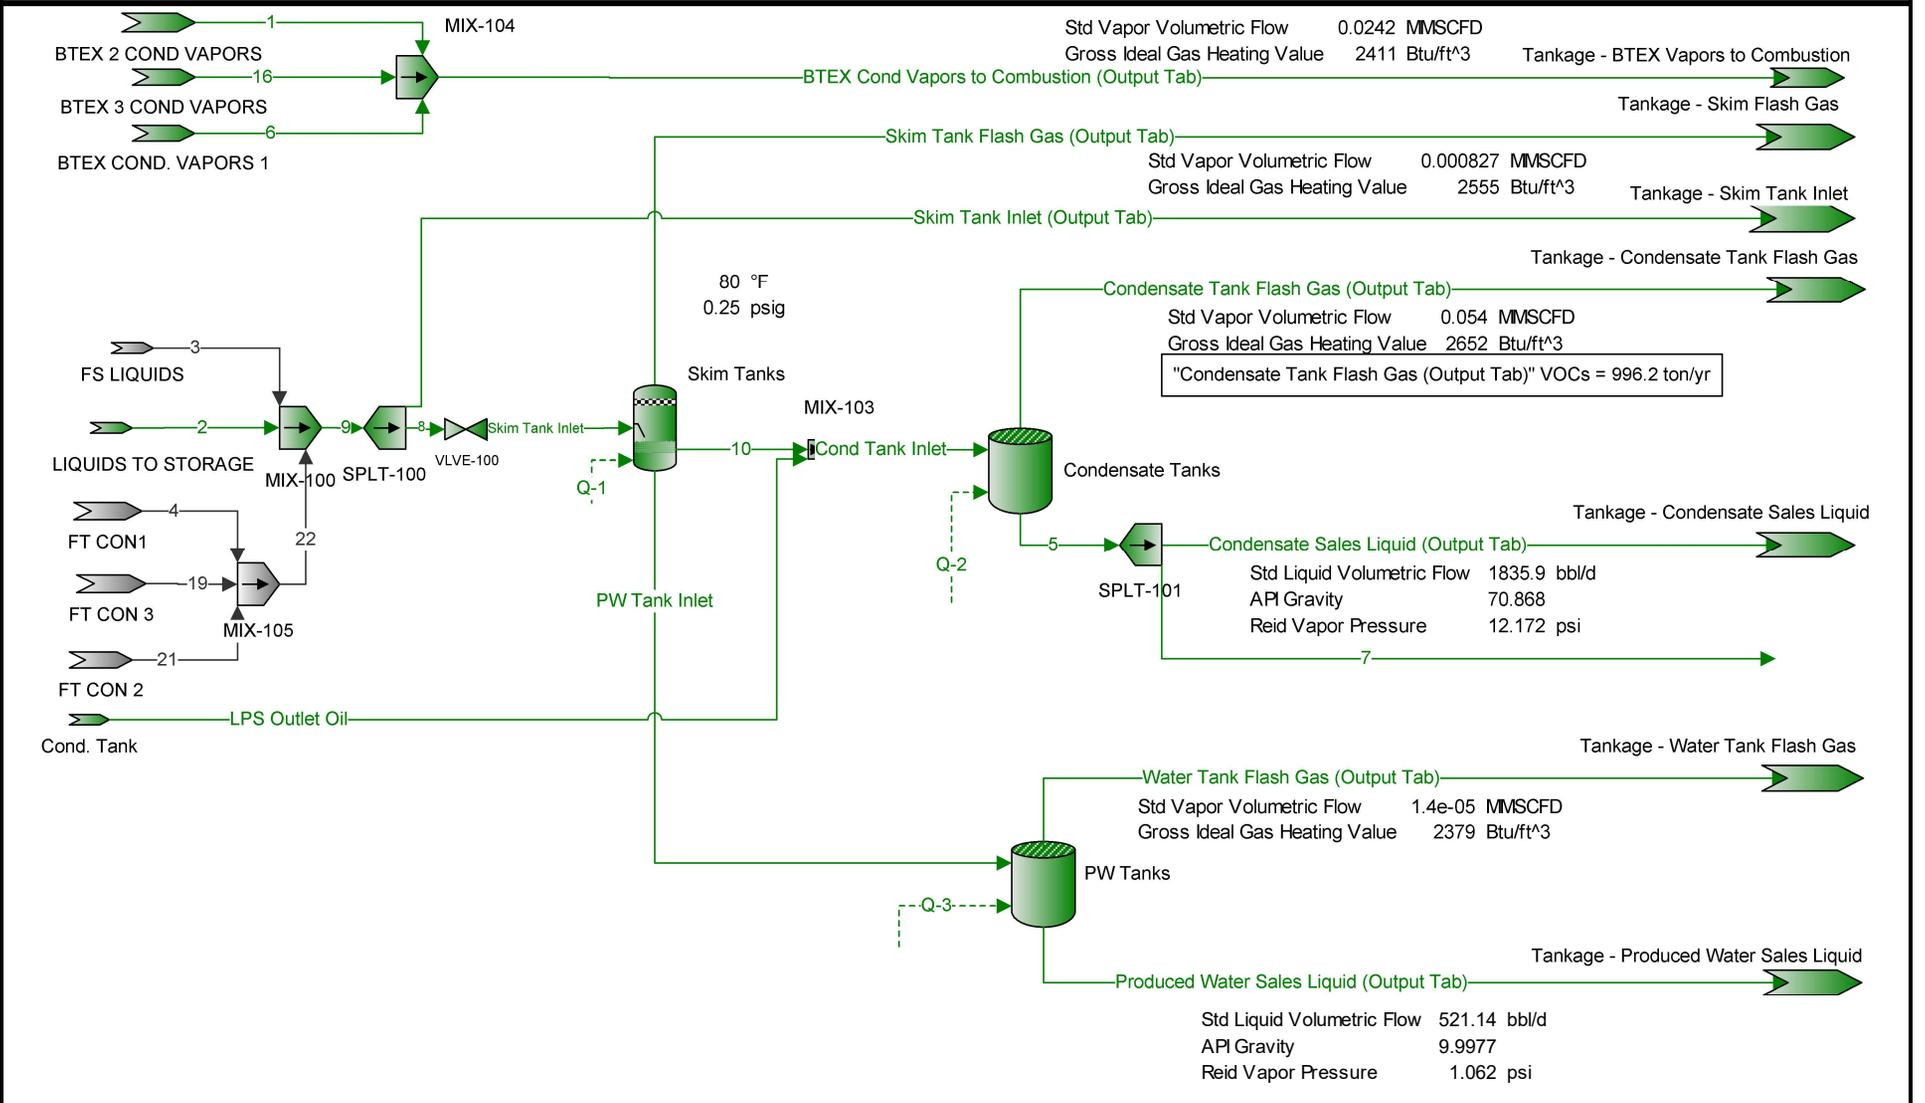 1
MIX-104
BTEX 2 COND VAPORS
16
BTEX 3 COND VAPORS
6
BTEX COND. VAPORS 1
Std Vapor Volumetric Flow 0.0242 MMSCFD
Gross Ideal Gas Heating Value 2411 Btu/ft^3
Tankage - BTEX Vapors to Combustion
BTEX Cond Vapors to Combustion (Output Tab)
Tankage - Skim Flash Gas
Skim Tank Flash Gas (Output Tab)
Std Vapor Volumetric Flow 0.000827 MMSCFD
Gross Ideal Gas Heating Value 2555 Btu/ft^3
Tankage - Skim Tank Inlet
Skim Tank Inlet (Output Tab)
Tankage - Condensate Tank Flash Gas
80 °F
0.25 psig
Condensate Tank Flash Gas (Output Tab)
Std Vapor Volumetric Flow 0.054 MMSCFD
Gross Ideal Gas Heating Value 2652 Btu/ft^3
"Condensate Tank Flash Gas (Output Tab)" VOCs = 996.2 ton/yr
3
FS LIQUIDS
Skim Tanks
MIX-103
2
9
8
Skim Tank Inlet
LIQUIDS TO STORAGE
MIX-100
SPLT-100
VLVE-100
10
Cond Tank Inlet
Q-1
Condensate Tanks
4
FT CON1
22
19
FT CON 3
MIX-105
21
FT CON 2
PW Tank Inlet
Q-2
5
SPLT-101
Tankage - Condensate Sales Liquid
Condensate Sales Liquid (Output Tab)
Std Liquid Volumetric Flow 1835.9 bbl/d
API Gravity 70.868
Reid Vapor Pressure 12.172 psi
7
LPS Outlet Oil
Cond. Tank
Tankage - Water Tank Flash Gas
Water Tank Flash Gas (Output Tab)
Std Vapor Volumetric Flow 1.4e-05 MMSCFD
Gross Ideal Gas Heating Value 2379 Btu/ft^3
PW Tanks
Q-3
Tankage - Produced Water Sales Liquid
Produced Water Sales Liquid (Output Tab)
Std Liquid Volumetric Flow 521.14 bbl/d
API Gravity 9.9977
Reid Vapor Pressure 1.062 psi